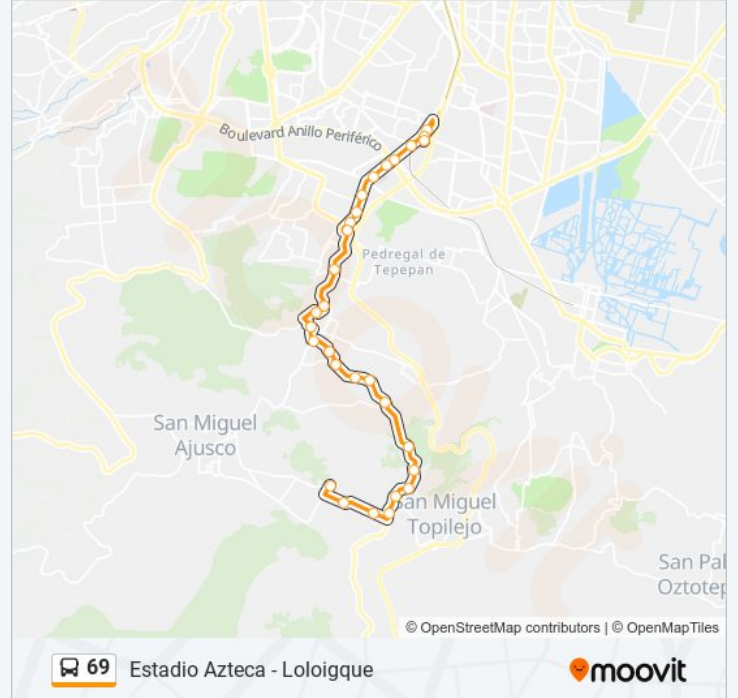 Boulevard Anillo Periférico
Pedregal de
Tepepan
San Miguel
Ajusco
San Miguel
Topilejo
San Pa
Oztotep
© OpenStreetMap contributors | © OpenMapTiles
69 Estadio Azteca - Loloigque
moovit